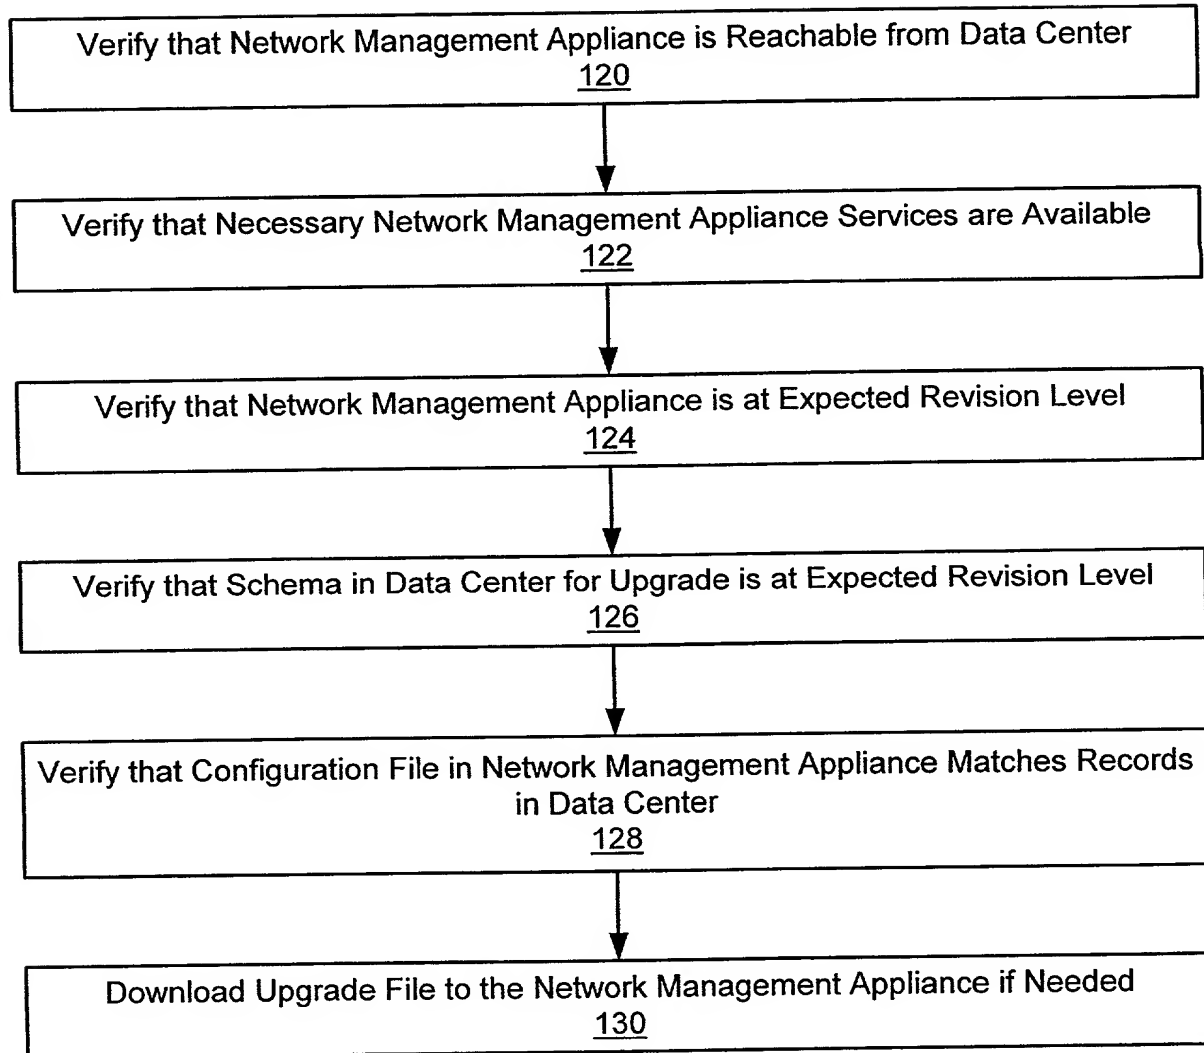 Verify that Network Management Appliance is Reachable from Data Center
120
Verify that Necessary Network Management Appliance Services are Available
122
Verify that Network Management Appliance is at Expected Revision Level
124
Verify that Schema in Data Center for Upgrade is at Expected Revision Level
126
Verify that Configuration File in Network Management Appliance Matches Records
in Data Center
128
Download Upgrade File to the Network Management Appliance if Needed
130